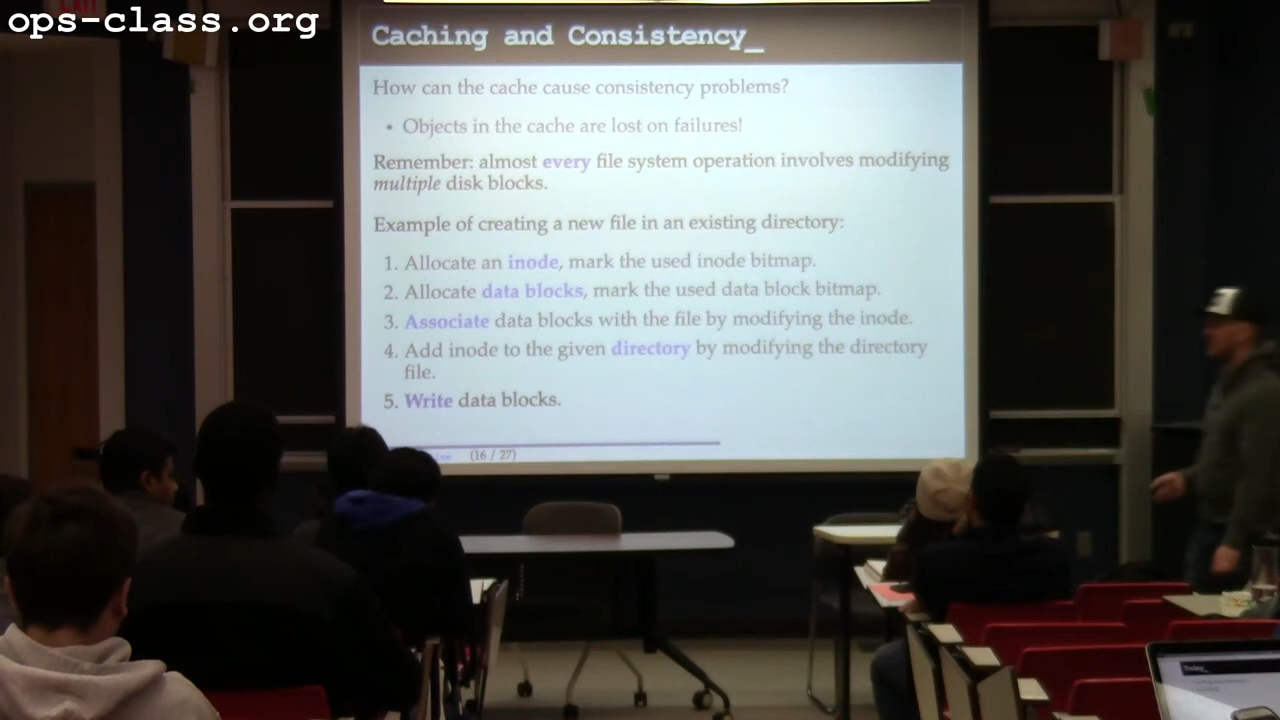 EXIT
ops-class.org
Caching and Consistency_
How can the cache cause consistency problems?
• Objects in the cache are lost on failures!
Remember: almost every file system operation involves modifying
multiple disk blocks.
Example of creating a new file in an existing directory:
1. Allocate an inode, mark the used inode bitmap.
2. Allocate data blocks, mark the used data block bitmap.
3. Associate data blocks with the file by modifying the inode.
4. Add inode to the given directory by modifying the directory
file.
5. Write data blocks.
(16 / 27)
Today_